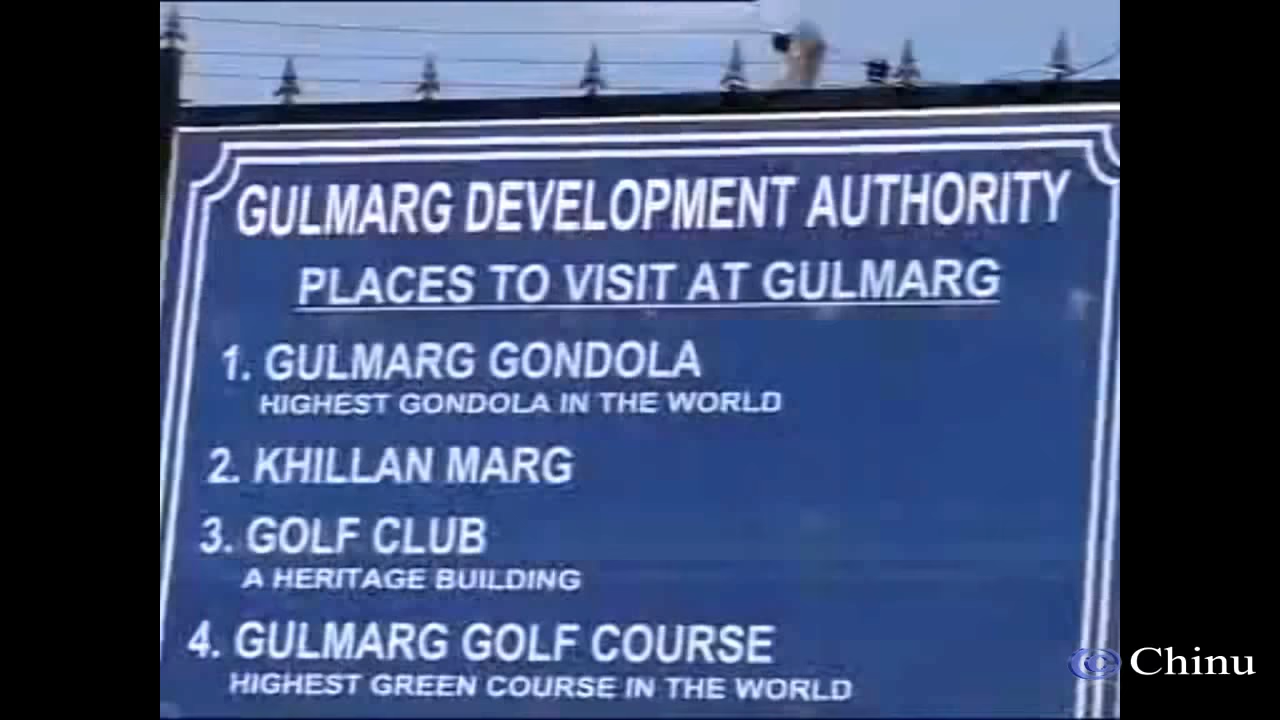 GULMARG DEVELOPMENT AUTHORITY
PLACES TO VISIT AT GULMARG
1. GULMARG GONDOLA
HIGHEST GONDOLA IN THE WORLD
2. KHILLAN MARG
3. GOLF CLUB
A HERITAGE BUILDING
4. GULMARG GOLF COURSE
HIGHEST GREEN COURSE IN THE WORLD
Chinu